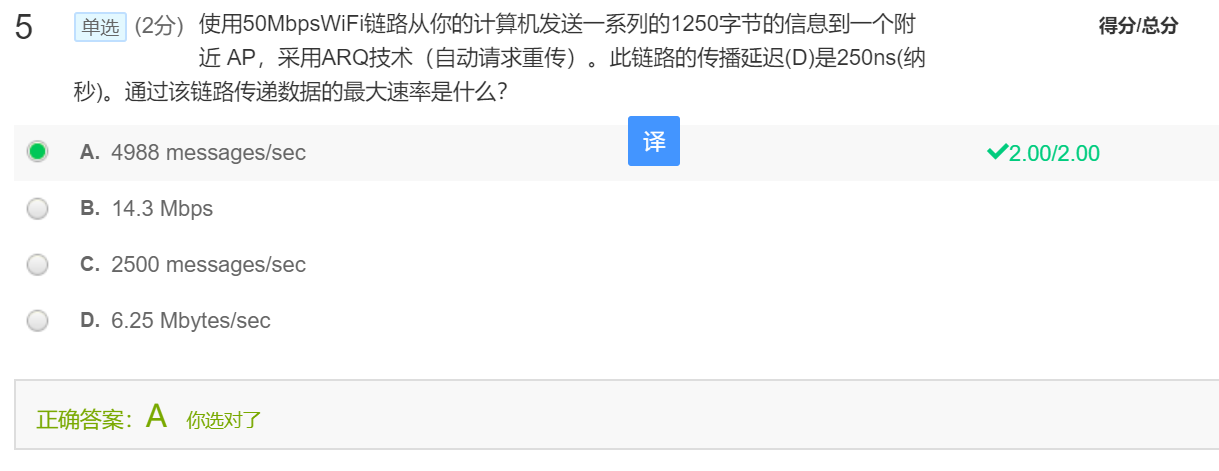 5 单选 (2分) 使用50MbpsWiFi链路从你的计算机发送一系列的1250字节的信息到一个附 得分/总分
近 AP，采用ARQ技术（自动请求重传）。此链路的传播延迟(D)是250ns(纳
秒)。通过该链路传递数据的最大速率是什么？
A. 4988 messages/sec 译 2.00/2.00
B. 14.3 Mbps
C. 2500 messages/sec
D. 6.25 Mbytes/sec
正确答案：A 你选对了